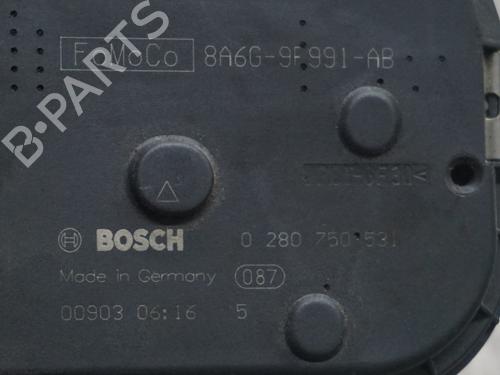 FoMoCo 8A6G-9F991-AB
B-PARTS
BOSCH 0 280 750 531
Made in Germany 087
00903 06:16 5